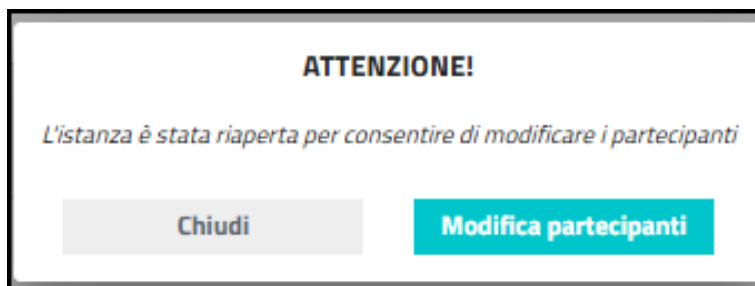 ATTENZIONE!
L'istanza è stata riaperta per consentire di modificare i partecipanti
Chiudi
Modifica partecipanti